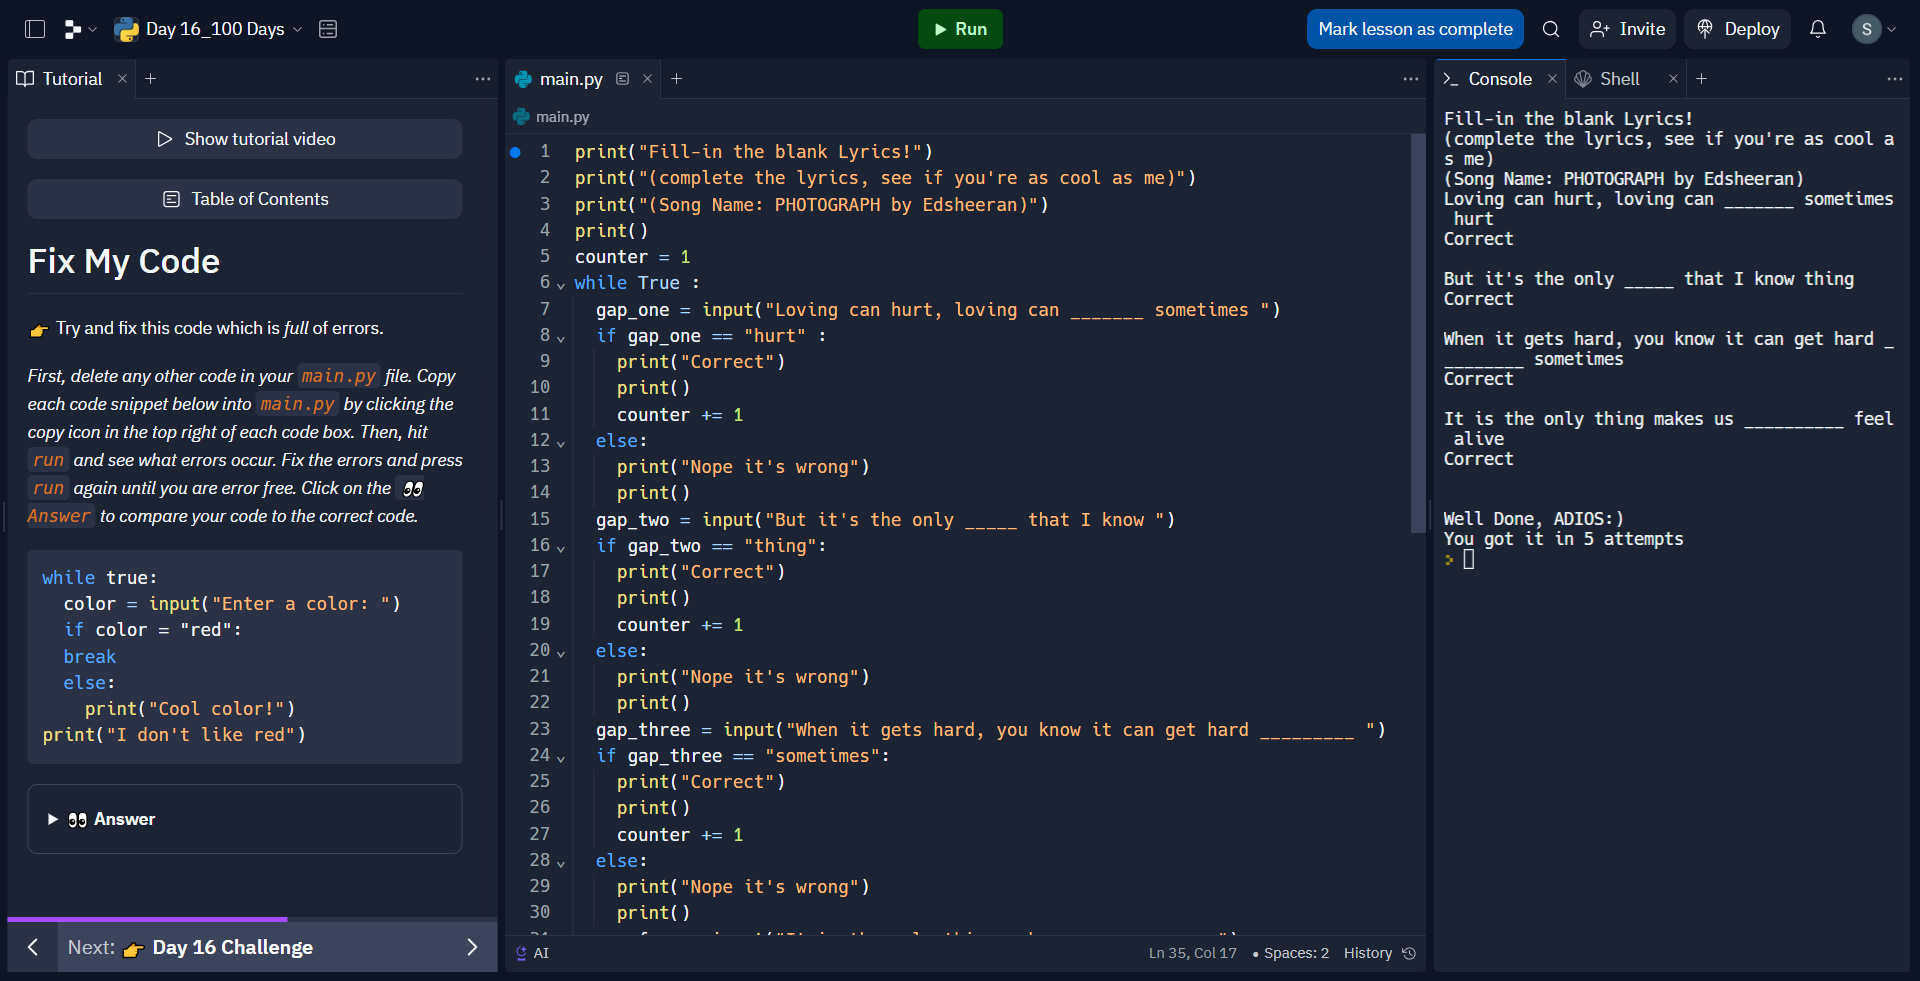 Day 16_100 Days
Run
Mark lesson as complete
Invite
Deploy
S
Tutorial
Show tutorial video
Table of Contents
Fix My Code
👉 Try and fix this code which is full of errors.
First, delete any other code in your main.py file. Copy
each code snippet below into main.py by clicking the
copy icon in the top right of each code box. Then, hit
run and see what errors occur. Fix the errors and press
run again until you are error free. Click on the 👀
Answer to compare your code to the correct code.
while true:
  color = input("Enter a color: ")
  if color = "red":
  break
  else:
    print("Cool color!")
print("I don't like red")
👀 Answer
Next: 👉 Day 16 Challenge
main.py
main.py
1 print("Fill-in the blank Lyrics!")
2 print("(complete the lyrics, see if you're as cool as me)")
3 print("(Song Name: PHOTOGRAPH by Edsheeran)")
4 print()
5 counter = 1
6 while True :
7   gap_one = input("Loving can hurt, loving can _______ sometimes ")
8   if gap_one == "hurt" :
9     print("Correct")
10     print()
11     counter += 1
12   else:
13     print("Nope it's wrong")
14     print()
15   gap_two = input("But it's the only _____ that I know ")
16   if gap_two == "thing":
17     print("Correct")
18     print()
19     counter += 1
20   else:
21     print("Nope it's wrong")
22     print()
23   gap_three = input("When it gets hard, you know it can get hard _________ ")
24   if gap_three == "sometimes":
25     print("Correct")
26     print()
27     counter += 1
28   else:
29     print("Nope it's wrong")
30     print()
AI
Ln 35, Col 17
Spaces: 2
History
Console
Shell
Fill-in the blank Lyrics!
(complete the lyrics, see if you're as cool a
s me)
(Song Name: PHOTOGRAPH by Edsheeran)
Loving can hurt, loving can _______ sometimes
 hurt
Correct
But it's the only _____ that I know thing
Correct
When it gets hard, you know it can get hard _
________ sometimes
Correct
It is the only thing makes us __________ feel
 alive
Correct
Well Done, ADIOS:)
You got it in 5 attempts